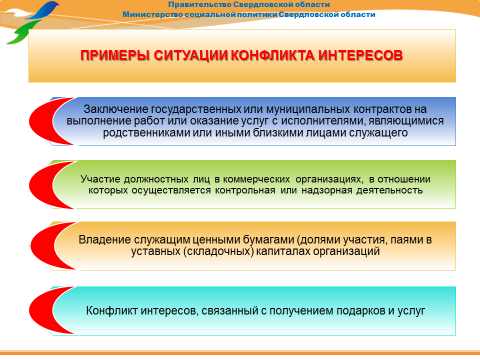 Правительство Свердловской области
Министерство социальной политики Свердловской области
ПРИМЕРЫ СИТУАЦИИ КОНФЛИКТА ИНТЕРЕСОВ
Заключение государственных или муниципальных контрактов на
выполнение работ или оказание услуг с исполнителями, являющимися
родственниками или иными близкими лицами служащего
Участие должностных лиц в коммерческих организациях, в отношении
которых осуществляется контрольная или надзорная деятельность
Владение служащим ценными бумагами (долями участия, паями в
уставных (складочных) капиталах организаций
Конфликт интересов, связанный с получением подарков и услуг